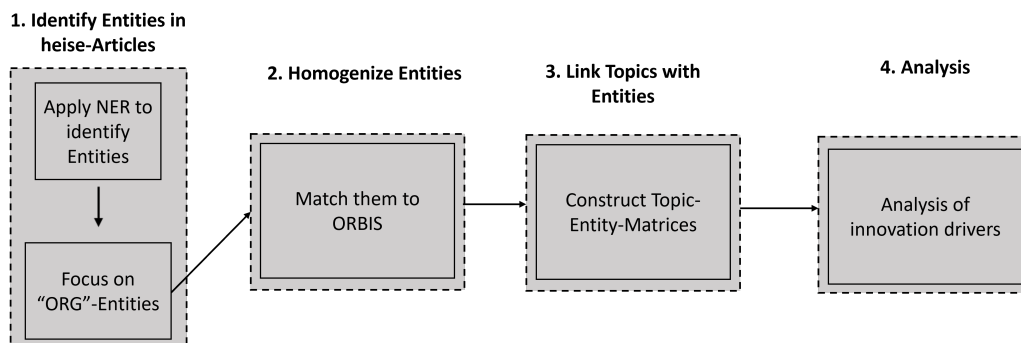 1. Identify Entities in
heise-Articles
Apply NER to
identify
Entities
Focus on
“ORG”-Entities
2. Homogenize Entities
Match them to
ORBIS
3. Link Topics with
Entities
Construct Topic-
Entity-Matrices
4. Analysis
Analysis of
innovation drivers